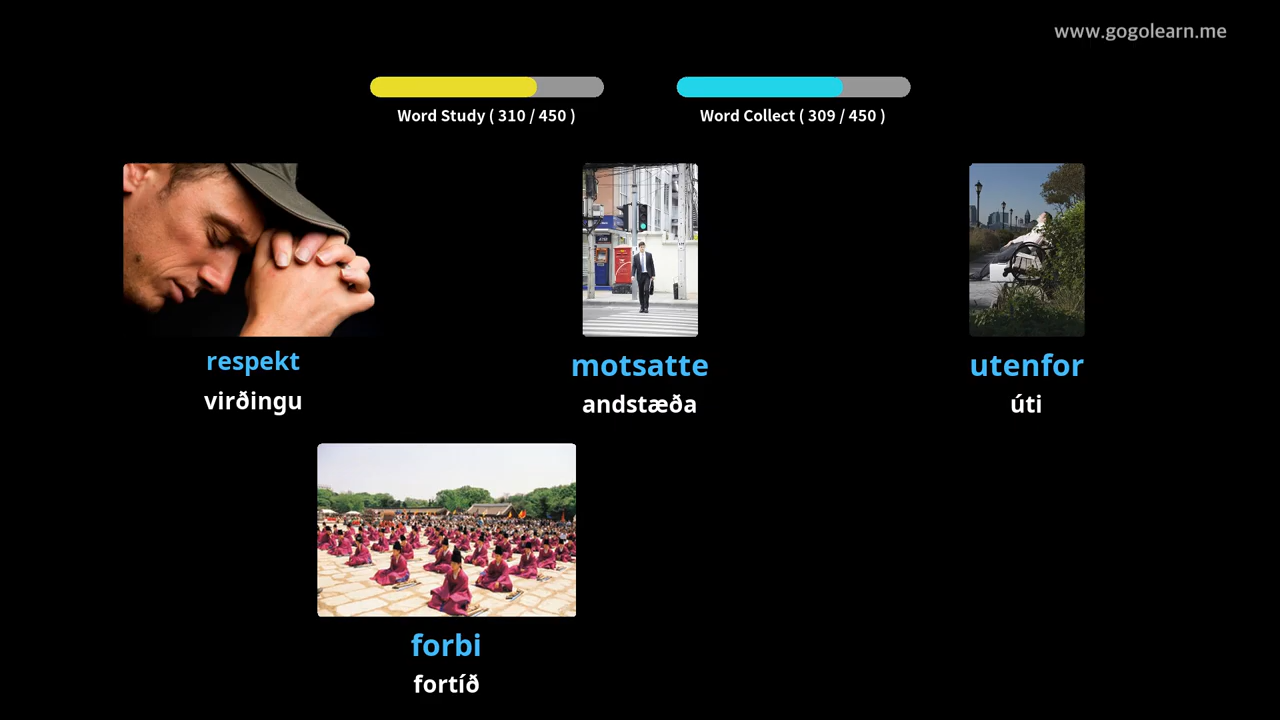 www.gogolearn.me
Word Study ( 310 / 450 )
Word Collect ( 309 / 450 )
respekt
virðingu
motsatte
andstæða
utenfor
úti
forbi
fortíð